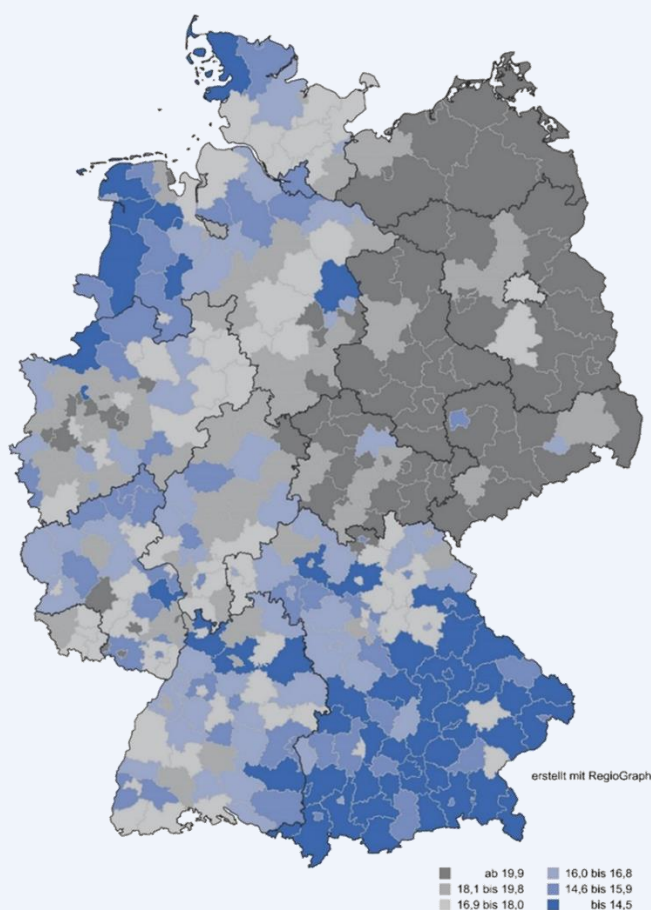 erstellt mit RegioGraph
ab 19,9
18,1 bis 19,8
16,9 bis 18,0
16,0 bis 16,8
14,6 bis 15,9
bis 14,5